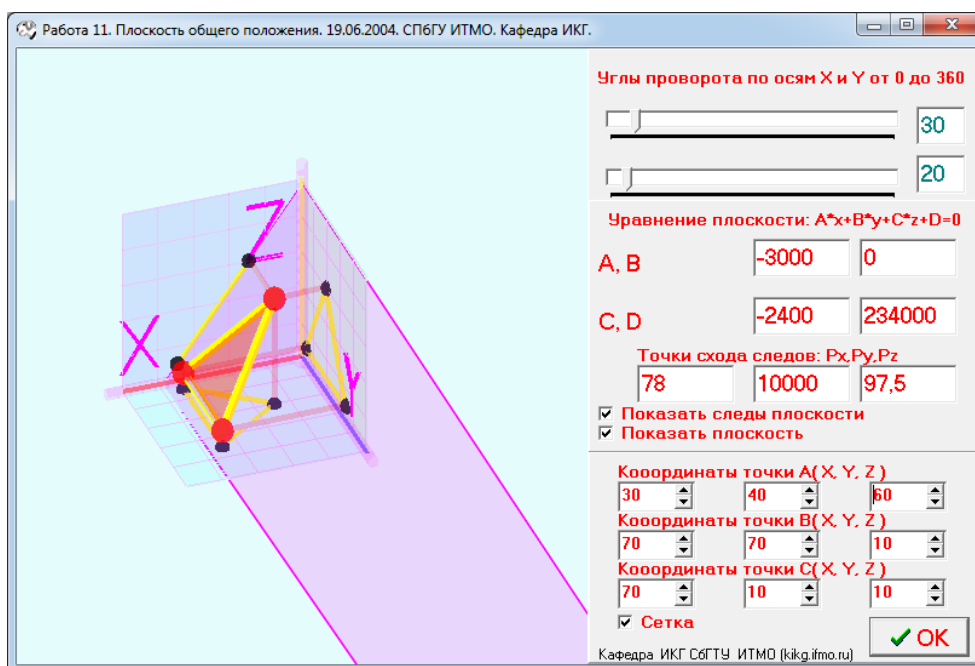 Работа 11. Плоскость общего положения. 19.06.2004. СПбГУ ИТМО. Кафедра ИКГ.
Углы проворота по осям X и Y от 0 до 360
30
20
Уравнение плоскости: A*x+B*y+C*z+D=0
A, B
-3000
0
C, D
-2400
234000
Точки схода следов: Px,Py,Pz
78
10000
97,5
Показать следы плоскости
Показать плоскость
Кооординаты точки A( X, Y, Z )
30
40
60
Кооординаты точки B( X, Y, Z )
70
70
10
Кооординаты точки C( X, Y, Z )
70
10
10
Сетка
OK
Кафедра ИКГ СбГТУ ИТМО (kikg.ifmo.ru)
Z
X
Y